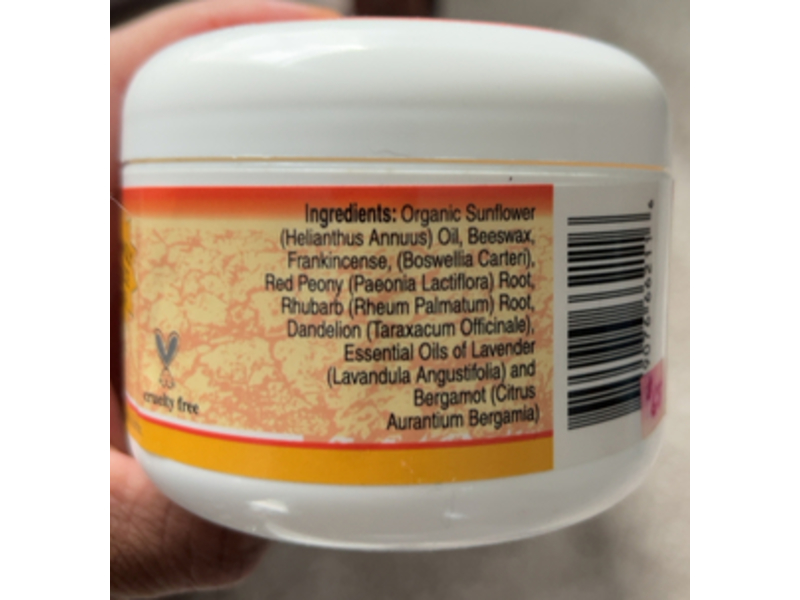 Ingredients: Organic Sunflower
(Helianthus Annuus) Oil, Beeswax,
Frankincense, (Boswellia Carteri),
Red Peony (Paeonia Lactiflora) Root,
Rhubarb (Rheum Palmatum) Root,
Dandelion (Taraxacum Officinale),
Essential Oils of Lavender
(Lavandula Angustifolia) and
Bergamot (Citrus
Aurantium Bergamia)
cruelty free